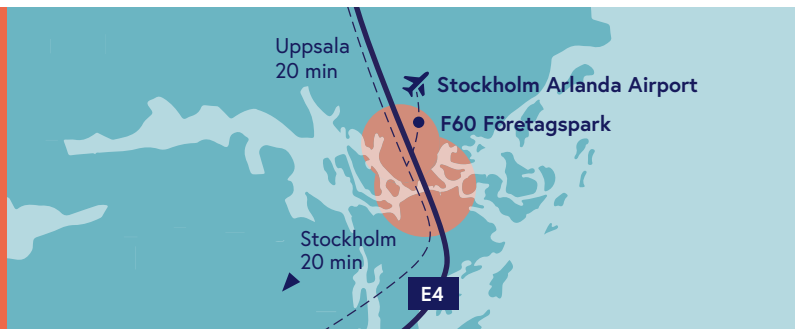 Uppsala
20 min
Stockholm Arlanda Airport
F60 Företagspark
Stockholm
20 min
E4